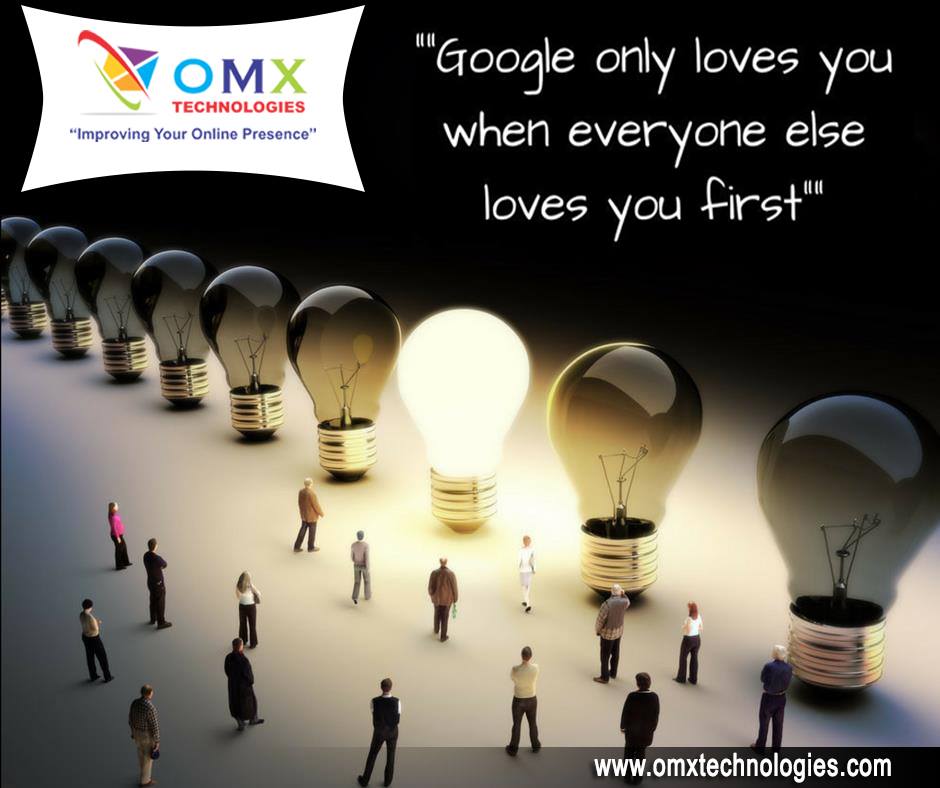 OMX
TECHNOLOGIES
“Improving Your Online Presence”
""Google only loves you
when everyone else
loves you first""
www.omxtechnologies.com